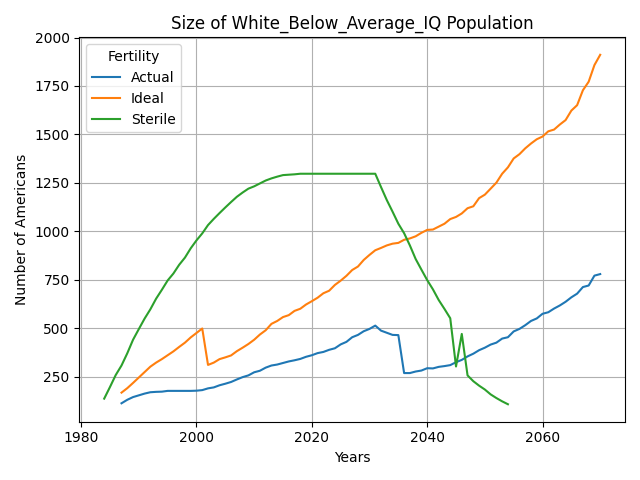 Size of White_Below_Average_IQ Population
Number of Americans
2000
1750
1500
1250
1000
750
500
250
Fertility
Actual
Ideal
Sterile
1980
2000
2020
2040
2060
Years